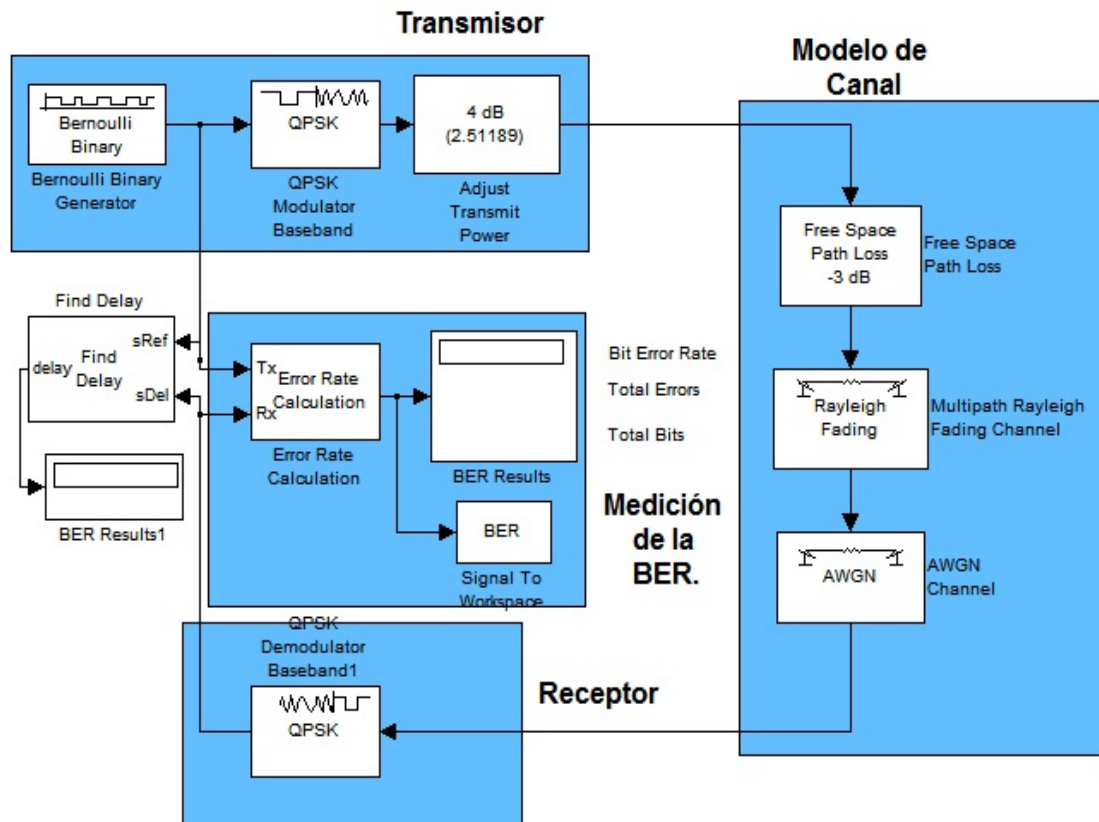 Transmisor
Bernoulli
Binary
Bernoulli Binary
Generator
QPSK
QPSK
Modulator
Baseband
4 dB
(2.51189)
Adjust
Transmit
Power
Modelo de
Canal
Free Space
Path Loss
-3 dB
Free Space
Path Loss
Rayleigh
Fading
Multipath Rayleigh
Fading Channel
AWGN
AWGN
Channel
Find Delay
sRef
delay
Find
Delay
sDel
BER Results1
Tx
Rx
Error Rate
Calculation
Error Rate
Calculation
BER Results
Bit Error Rate
Total Errors
Total Bits
BER
Signal To
Workspace
Medición
de la
BER.
QPSK
Demodulator
Baseband1
QPSK
Receptor